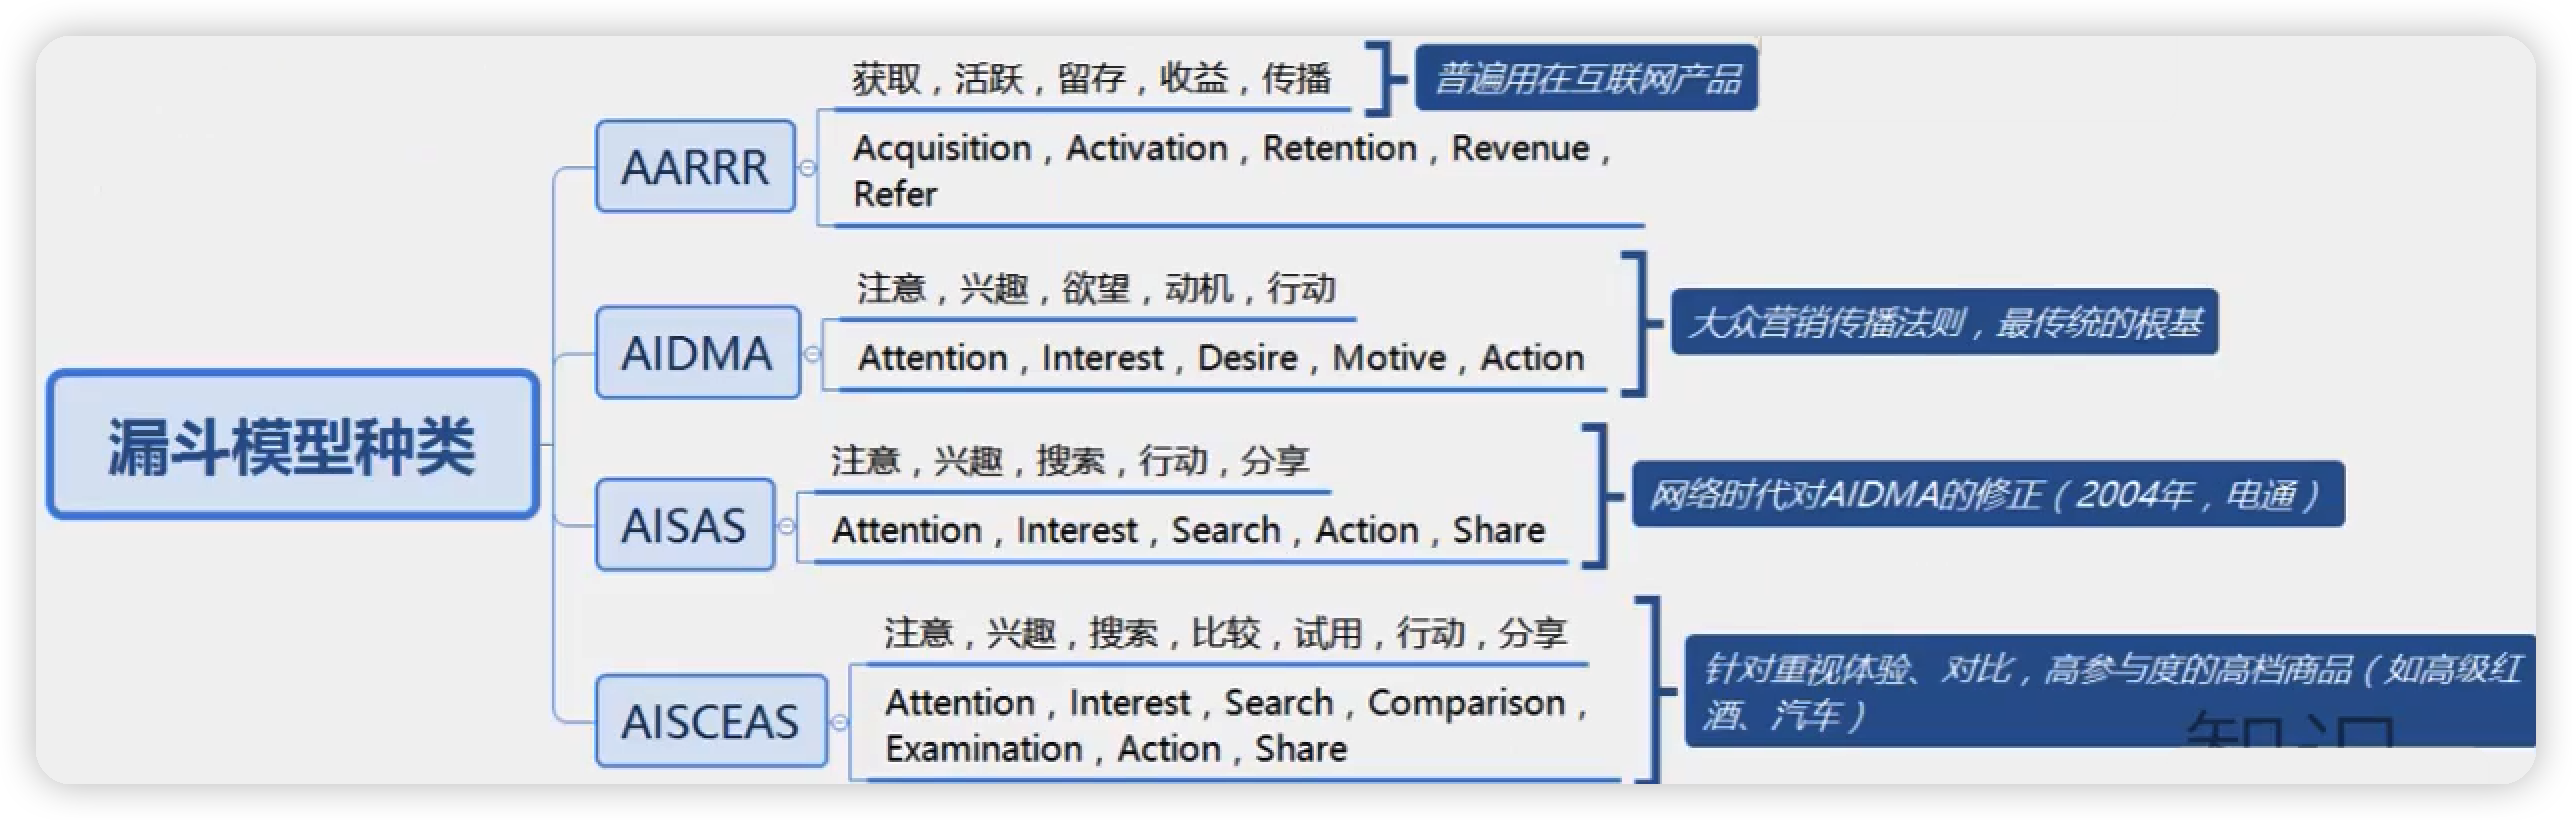 漏斗模型种类
AARRR
获取，活跃，留存，收益，传播
普遍用在互联网产品
Acquisition，Activation，Retention，Revenue，
Refer
AIDMA
注意，兴趣，欲望，动机，行动
Attention，Interest，Desire，Motive，Action
大众营销传播法则，最传统的根基
AISAS
注意，兴趣，搜索，行动，分享
Attention，Interest，Search，Action，Share
网络时代对AIDMA的修正（2004年，电通）
AISCEAS
注意，兴趣，搜索，比较，试用，行动，分享
Attention，Interest，Search，Comparison，
Examination，Action，Share
针对重视体验、对比，高参与度的高档商品（如高级红
酒、汽车）